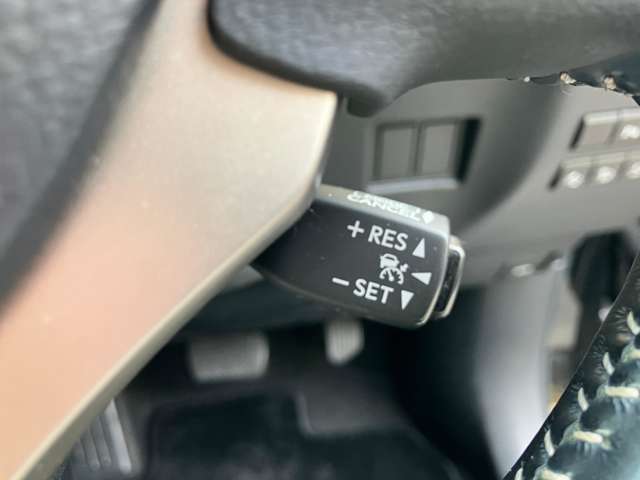 CANCEL
+ RES ▲
− SET ▼